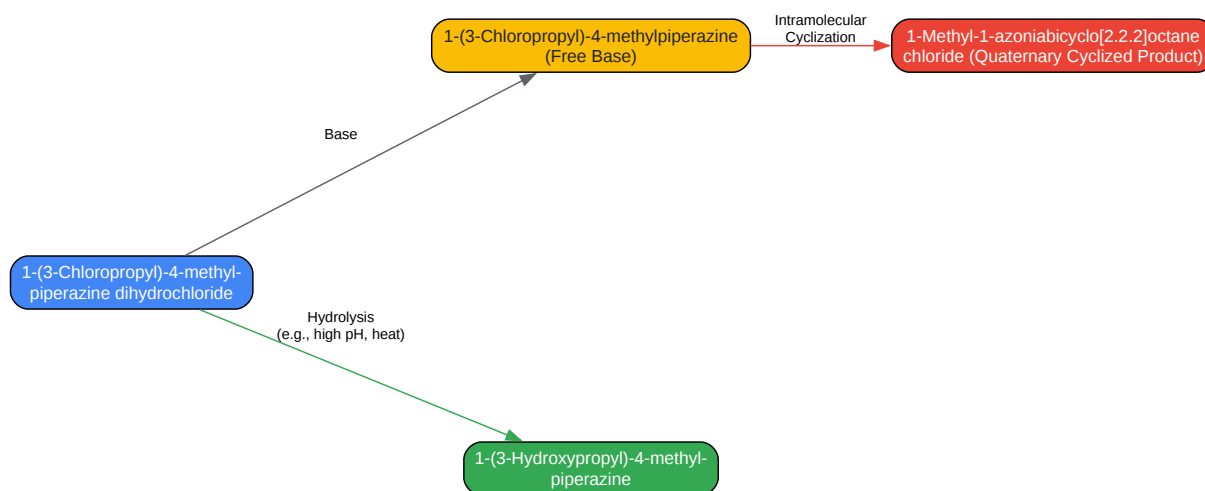 1-(3-Chloropropyl)-4-methylpiperazine
(Free Base)
Intramolecular
Cyclization
1-Methyl-1-azoniabicyclo[2.2.2]octane
chloride (Quaternary Cyclized Product)
Base
1-(3-Chloropropyl)-4-methyl-
piperazine dihydrochloride
Hydrolysis
(e.g., high pH, heat)
1-(3-Hydroxypropyl)-4-methyl-
piperazine